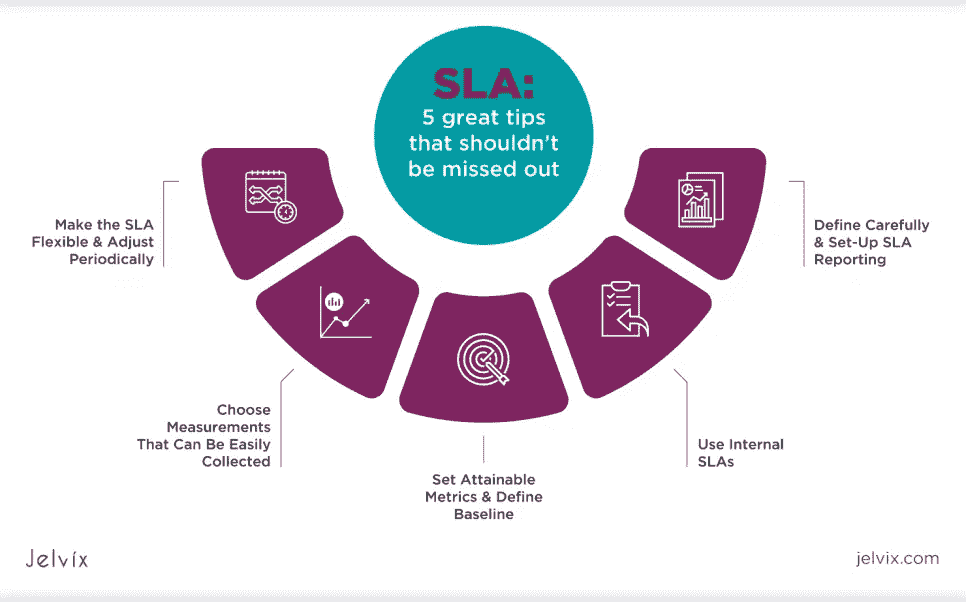 SLA:
5 great tips
that shouldn't
be missed out
Make the SLA
Flexible & Adjust
Periodically
Choose
Measurements
That Can Be Easily
Collected
Set Attainable
Metrics & Define
Baseline
Use Internal
SLAs
Define Carefully
& Set-Up SLA
Reporting
Jelvix
jelvix.com